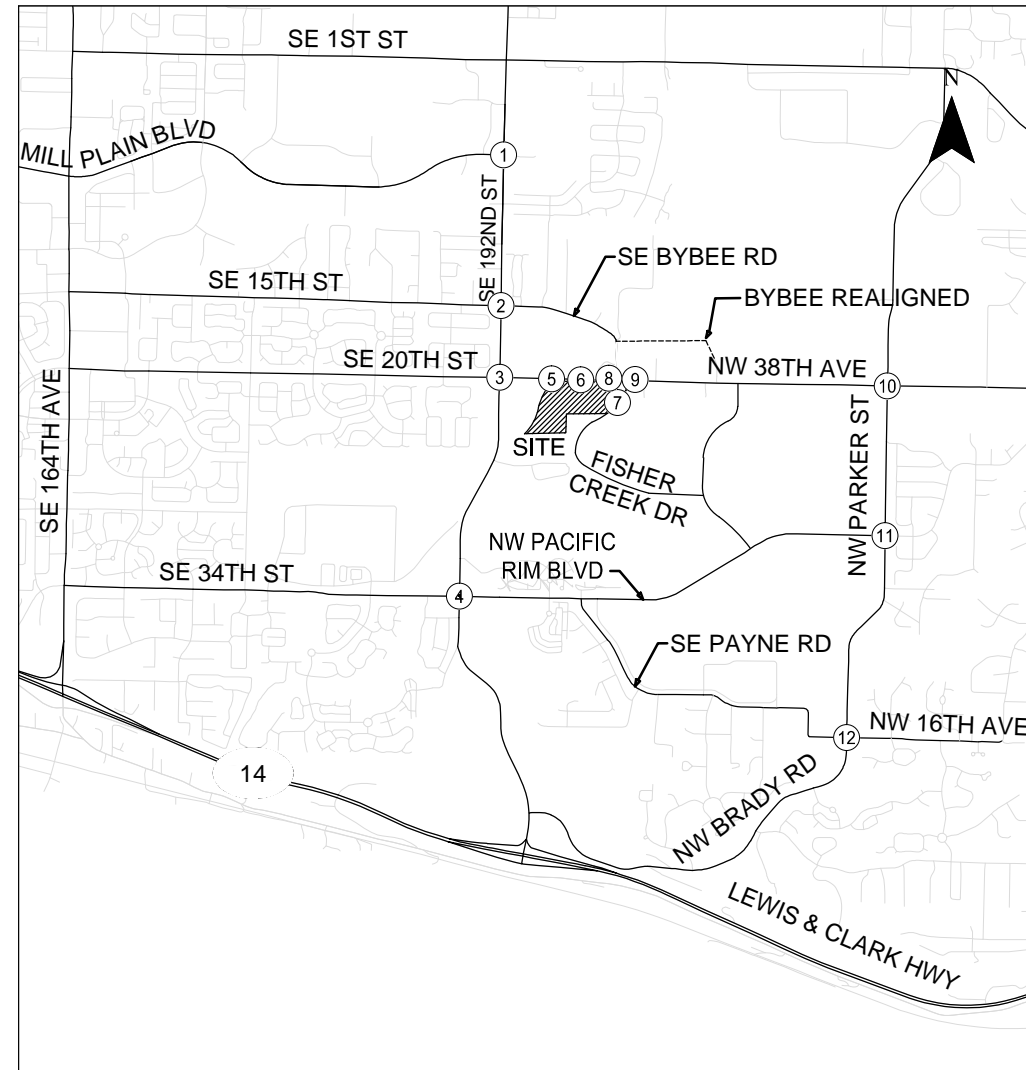 SE 1ST ST
N
MILL PLAIN BLVD
1
SE 192ND ST
SE BYBEE RD
SE 15TH ST
BYBEE REALIGNED
2
SE 20TH ST
NW 38TH AVE
3
5
6
8
9
10
7
SE 164TH AVE
SITE
NW PARKER ST
FISHER
CREEK DR
11
NW PACIFIC
RIM BLVD
SE 34TH ST
4
SE PAYNE RD
NW 16TH AVE
12
14
NW BRADY RD
LEWIS & CLARK HWY